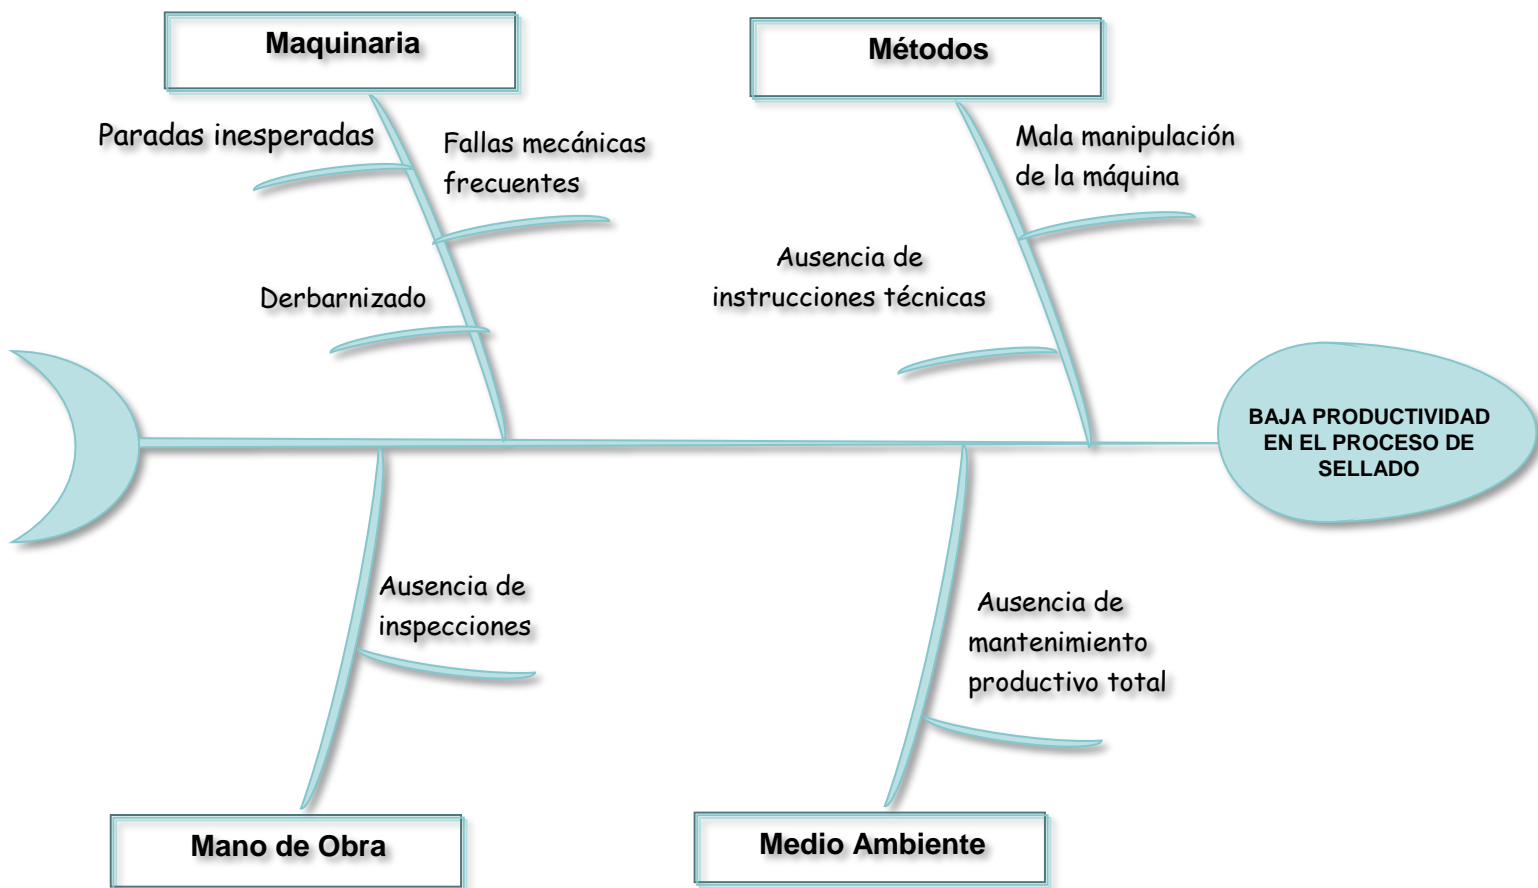 Maquinaria
Métodos
Paradas inesperadas
Fallas mecánicas
frecuentes
Mala manipulación
de la máquina
Derbarnizado
Ausencia de
instrucciones técnicas
BAJA PRODUCTIVIDAD
EN EL PROCESO DE
SELLADO
Ausencia de
inspecciones
Ausencia de
mantenimiento
productivo total
Mano de Obra
Medio Ambiente